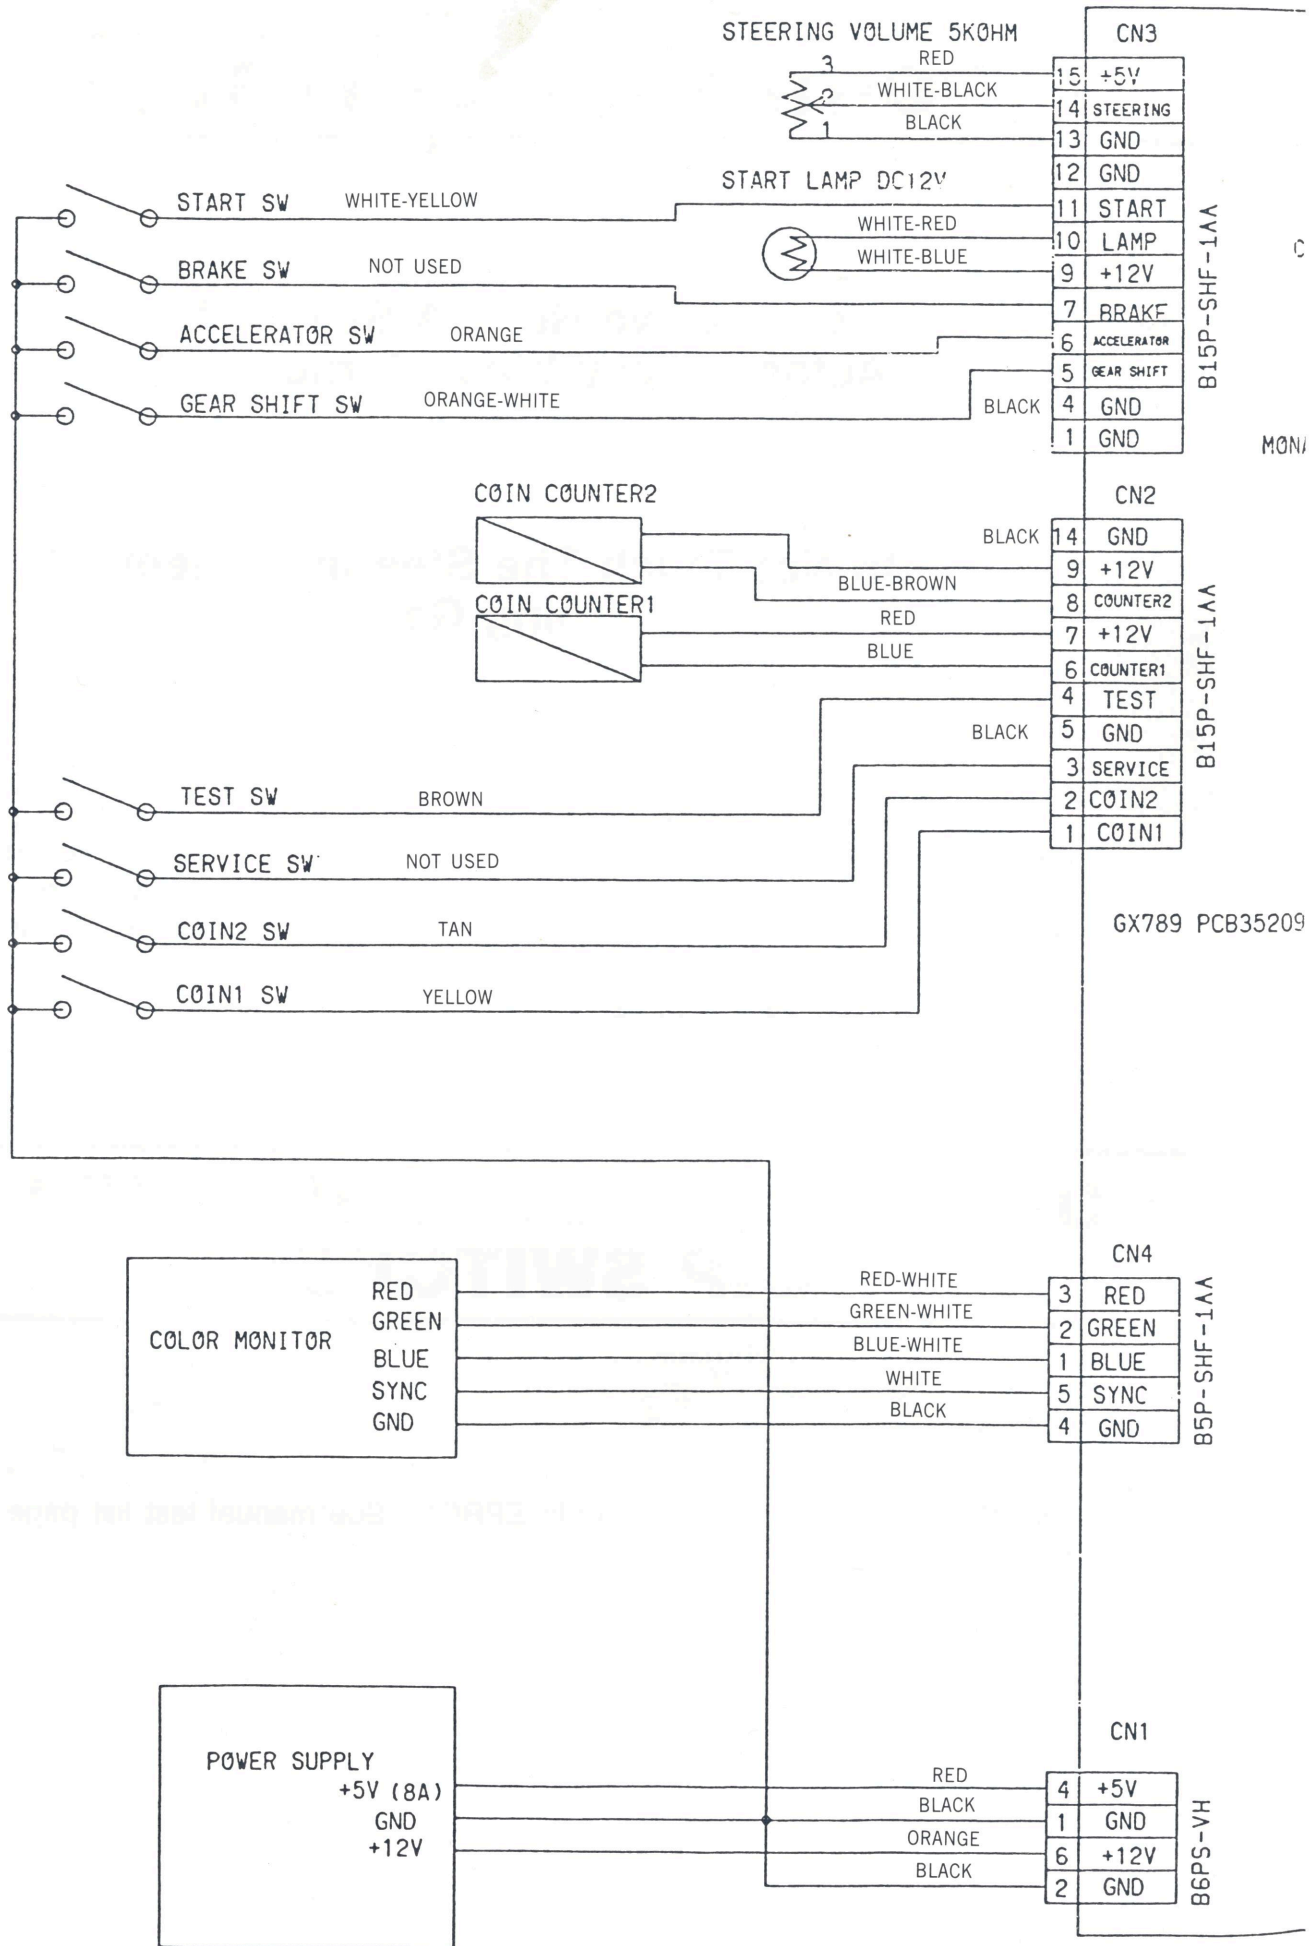 STEERING VOLUME 5KOHM
CN3
3 RED 15 +5V
2 WHITE-BLACK 14 STEERING
1 BLACK 13 GND
12 GND
START LAMP DC12V
START SW WHITE-YELLOW 11 START
WHITE-RED 10 LAMP
WHITE-BLUE 9 +12V
BRAKE SW NOT USED 7 BRAKE
ACCELERATOR SW ORANGE 6 ACCELERATOR
GEAR SHIFT SW ORANGE-WHITE 5 GEAR SHIFT
BLACK 4 GND
1 GND
B15P-SHF-1AA
CN2
COIN COUNTER2
BLACK 14 GND
9 +12V
BLUE-BROWN 8 COUNTER2
COIN COUNTER1
RED 7 +12V
BLUE 6 COUNTER1
4 TEST
BLACK 5 GND
3 SERVICE
2 COIN2
1 COIN1
B15P-SHF-1AA
TEST SW BROWN
SERVICE SW NOT USED
COIN2 SW TAN
COIN1 SW YELLOW
GX789 PCB35209
CN4
COLOR MONITOR
RED RED-WHITE 3 RED
GREEN GREEN-WHITE 2 GREEN
BLUE BLUE-WHITE 1 BLUE
SYNC WHITE 5 SYNC
GND BLACK 4 GND
B5P-SHF-1AA
CN1
POWER SUPPLY
+5V (8A) RED 4 +5V
GND BLACK 1 GND
+12V ORANGE 6 +12V
BLACK 2 GND
B6PS-VH